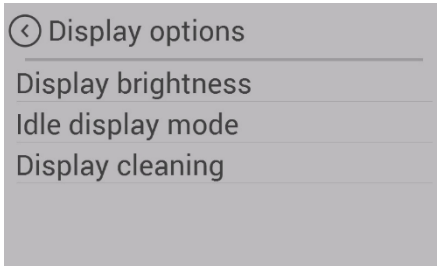 Display options
Display brightness
Idle display mode
Display cleaning